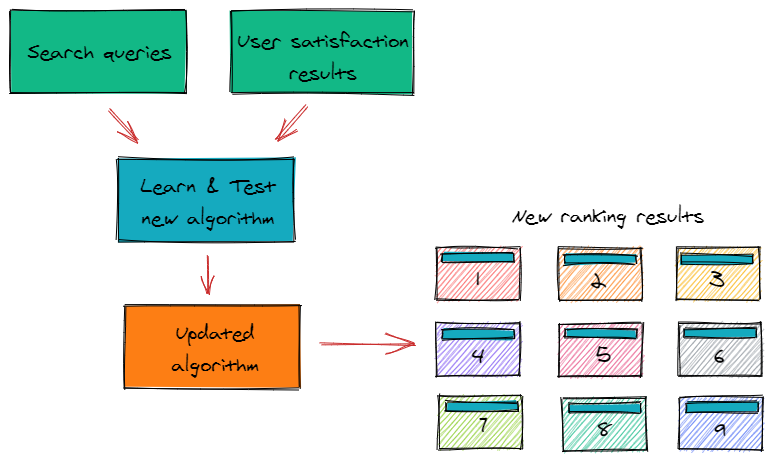 Search queries
User satisfaction
results
Learn & Test
new algorithm
Updated
algorithm
New ranking results
1
2
3
4
5
6
7
8
9